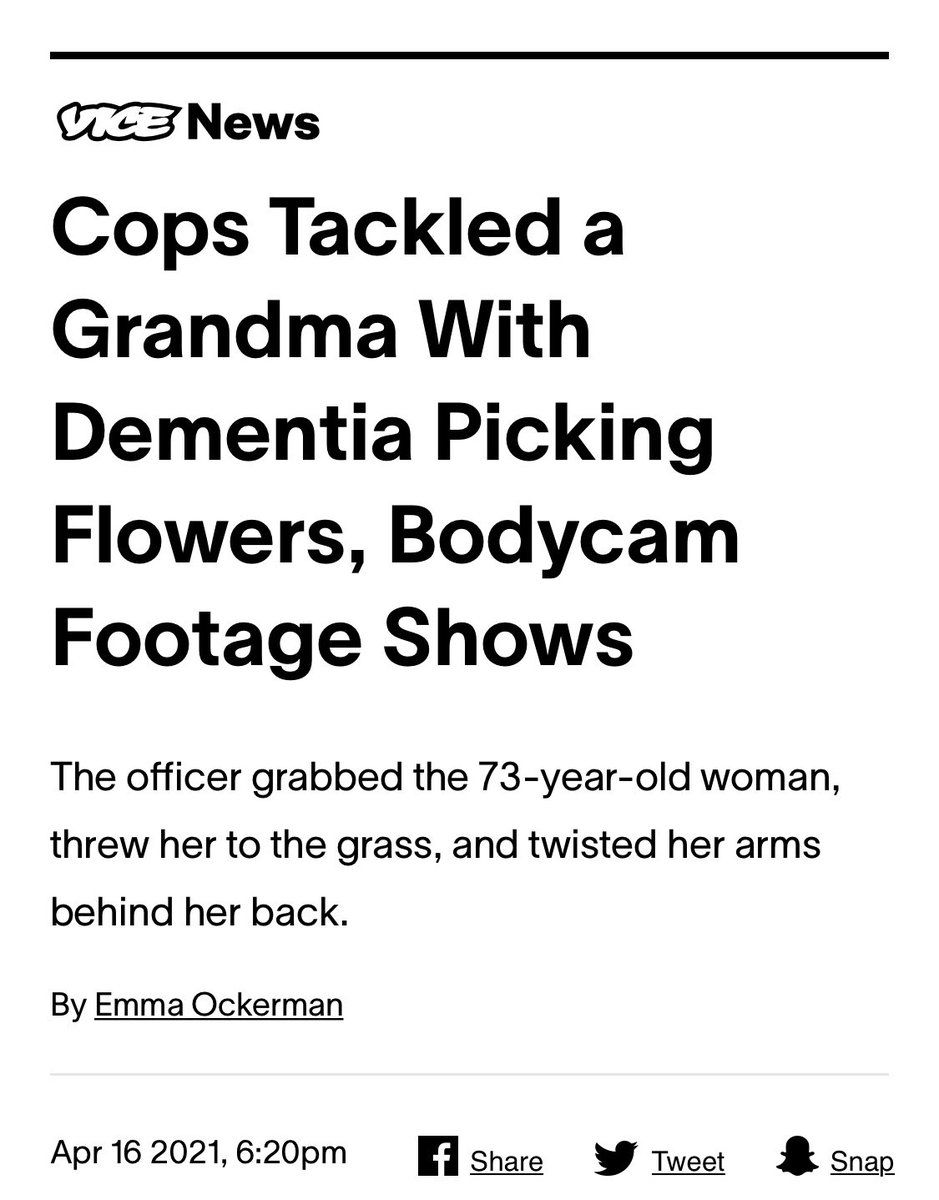 VICE News
Cops Tackled a
Grandma With
Dementia Picking
Flowers, Bodycam
Footage Shows
The officer grabbed the 73-year-old woman,
threw her to the grass, and twisted her arms
behind her back.
By Emma Ockerman
Apr 16 2021, 6:20pm Share Tweet Snap